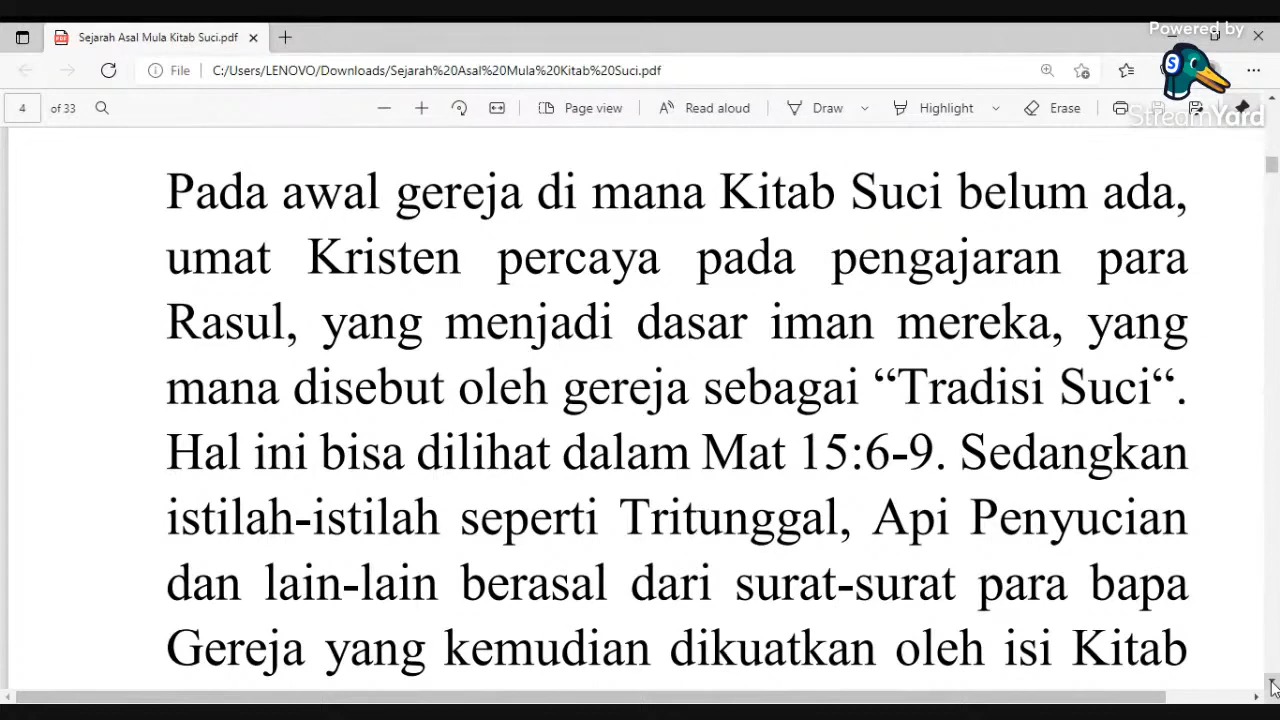 Powered by
Sejarah Asal Mula Kitab Suci.pdf
File C:/Users/LENOVO/Downloads/Sejarah%20Asal%20Mula%20Kitab%20Suci.pdf
4 of 33 Page view Read aloud Draw Highlight Erase
StreamYard
Pada awal gereja di mana Kitab Suci belum ada,
umat Kristen percaya pada pengajaran para
Rasul, yang menjadi dasar iman mereka, yang
mana disebut oleh gereja sebagai “Tradisi Suci“.
Hal ini bisa dilihat dalam Mat 15:6-9. Sedangkan
istilah-istilah seperti Tritunggal, Api Penyucian
dan lain-lain berasal dari surat-surat para bapa
Gereja yang kemudian dikuatkan oleh isi Kitab